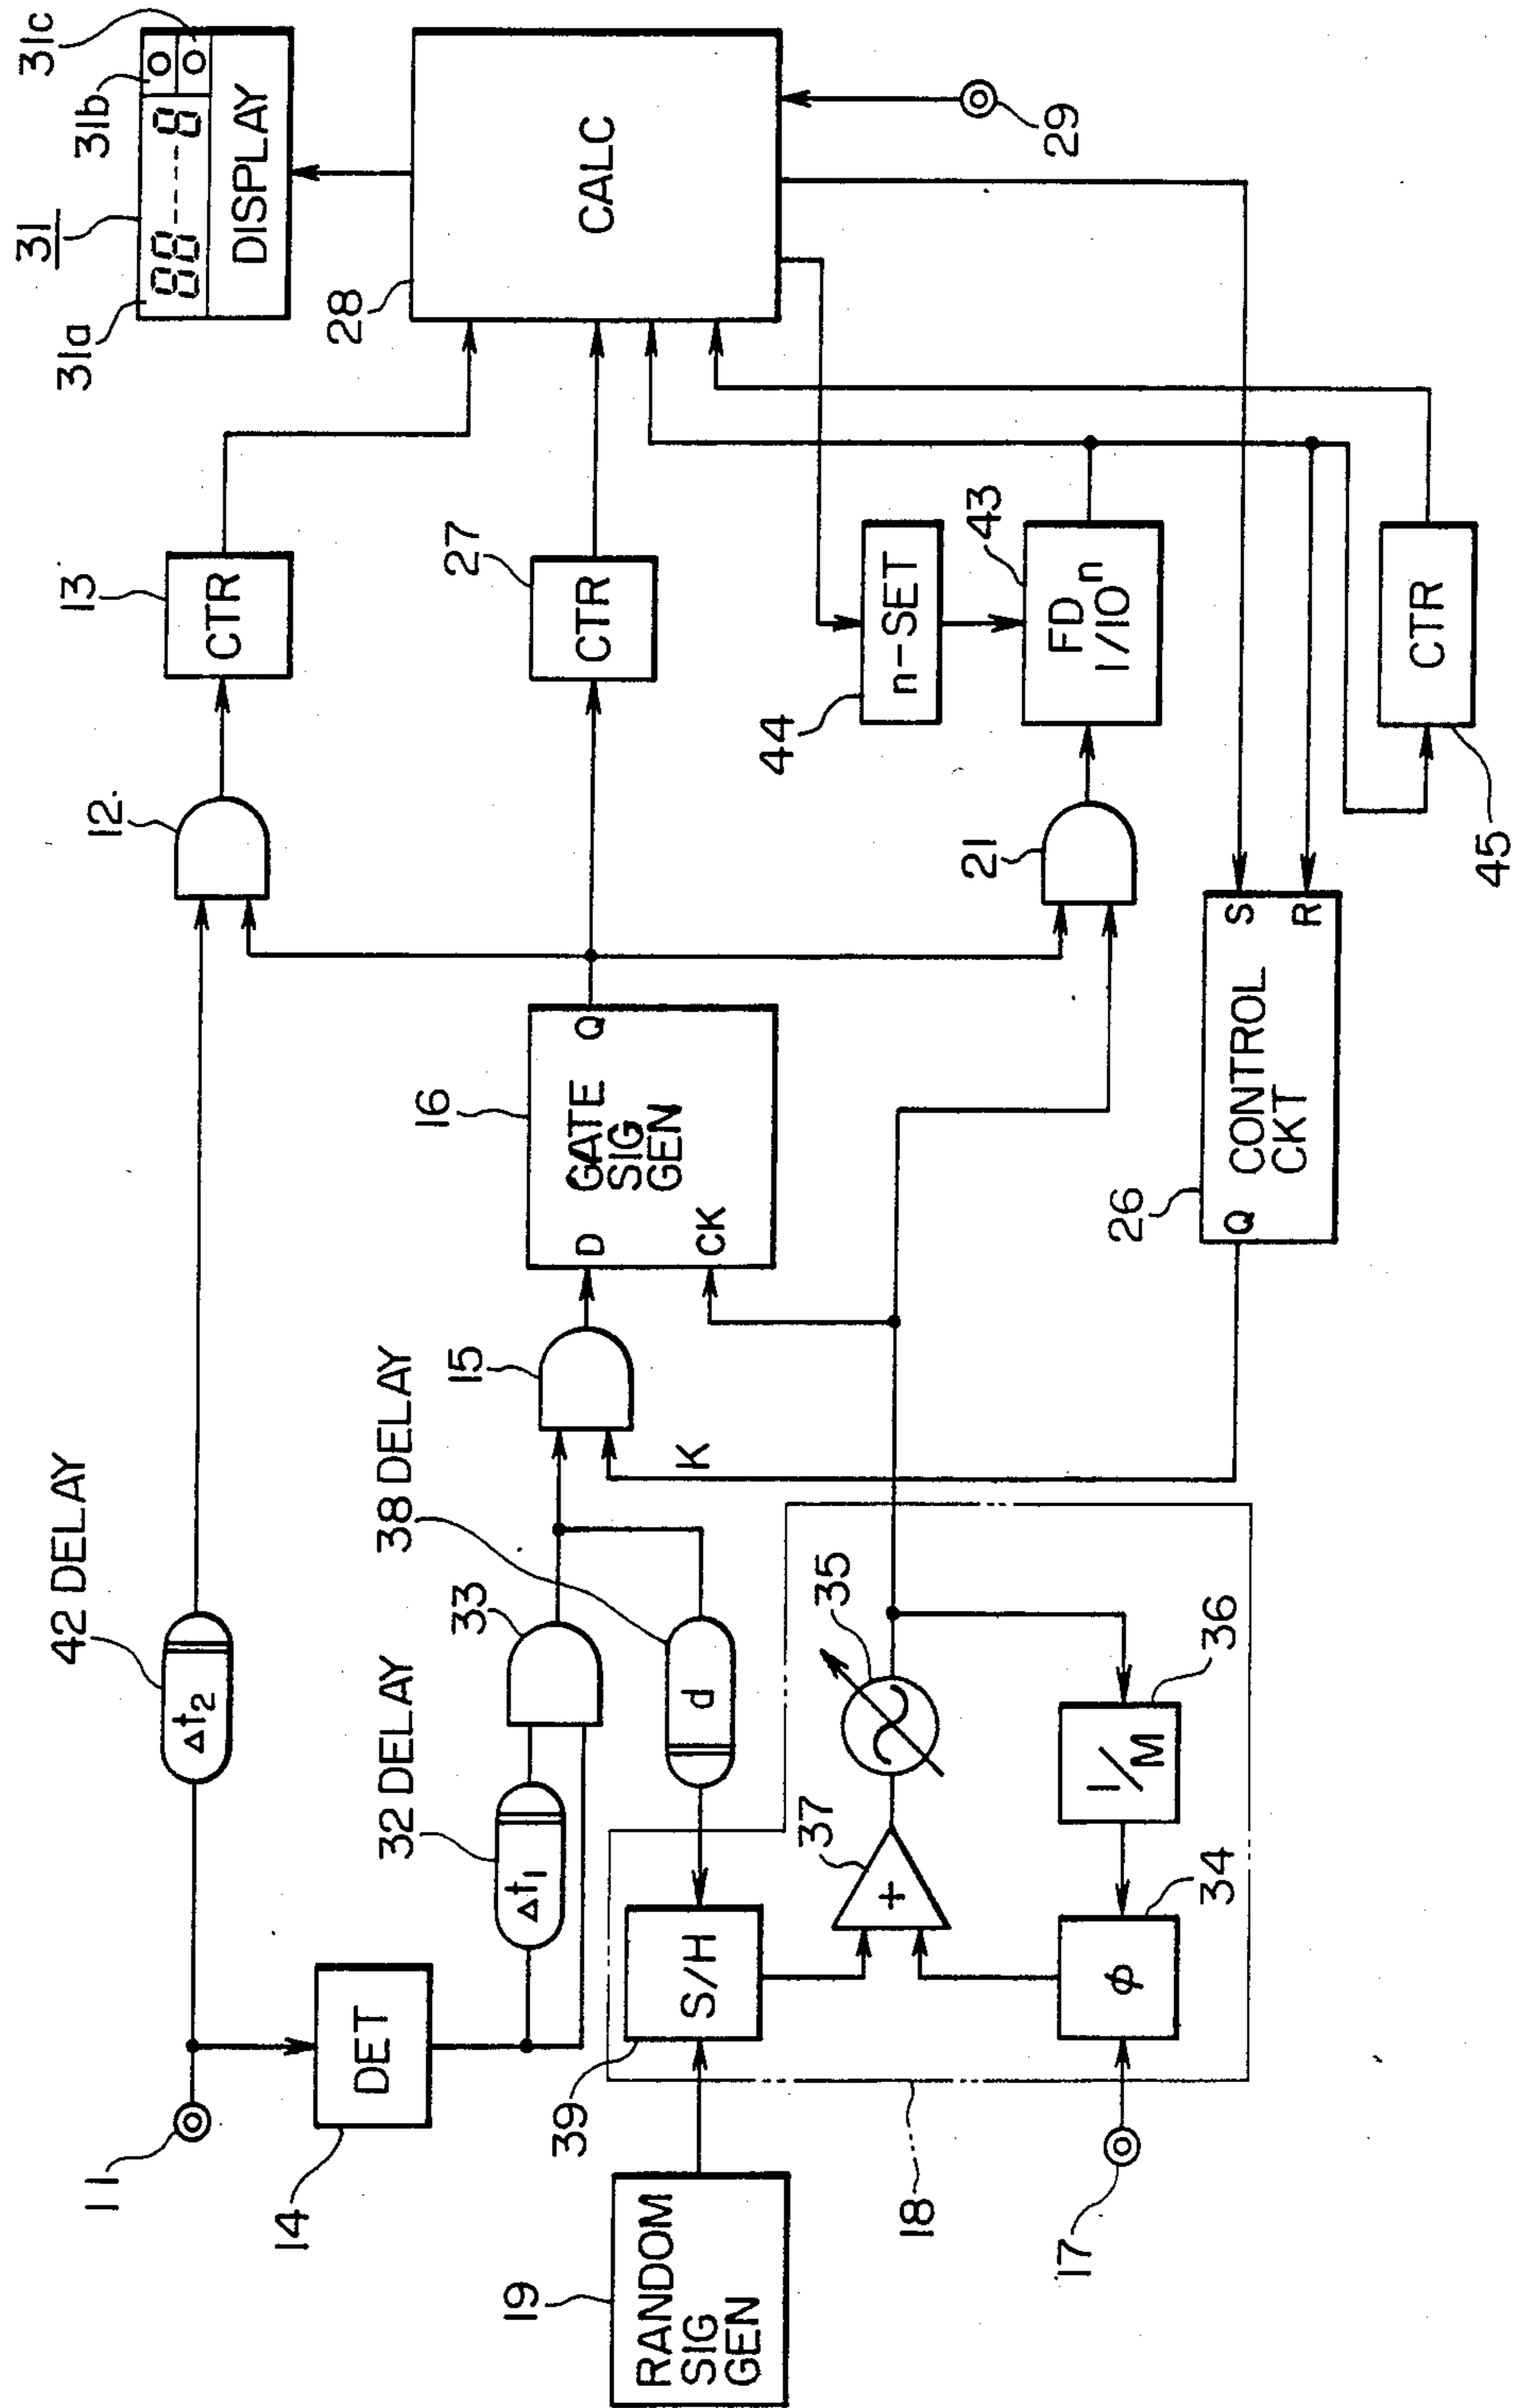 11
42 DELAY
Δt2
12
13
CTR
31
31a
31b
31c
DISPLAY
14
DET
32 DELAY
Δt1
33
38 DELAY
d
15
K
16
GATE
SIG
GEN
D
CK
Q
27
CTR
28
CALC
29
19
RANDOM
SIG
GEN
39
S/H
37
+
35
36
1/M
34
φ
17
18
26
CONTROL
CKT
Q
S
R
21
44
n-SET
43
FD
1/10n
45
CTR